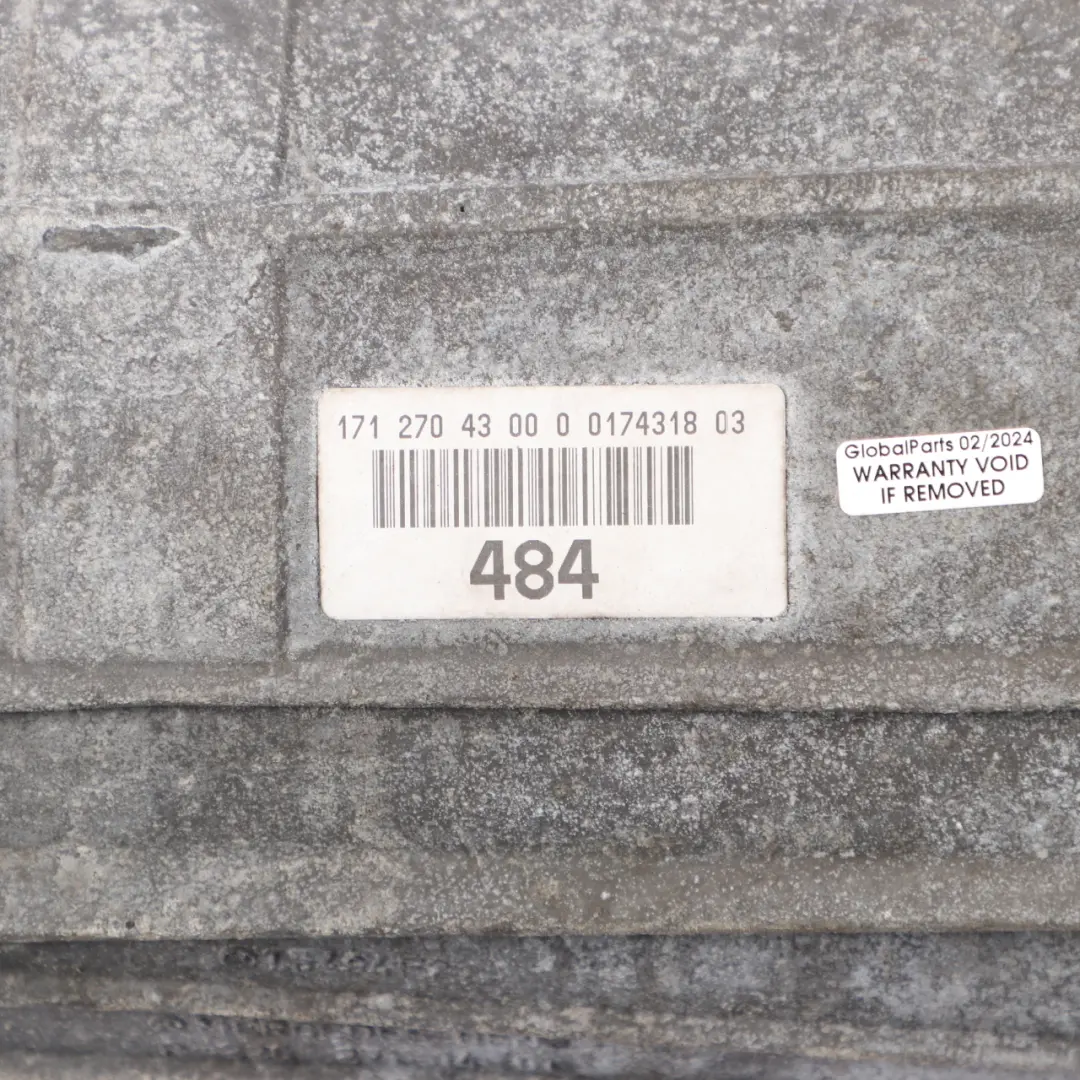 171 270 43 00 0 0174318 03
484
GlobalParts 02/2024
WARRANTY VOID
IF REMOVED